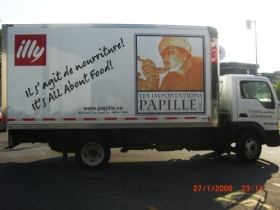 illy
Il s'agit de nourriture!
It's All About Food!
LES IMPORTATIONS
PAPILLE
www.papille.ca
27/1/2006 23:14